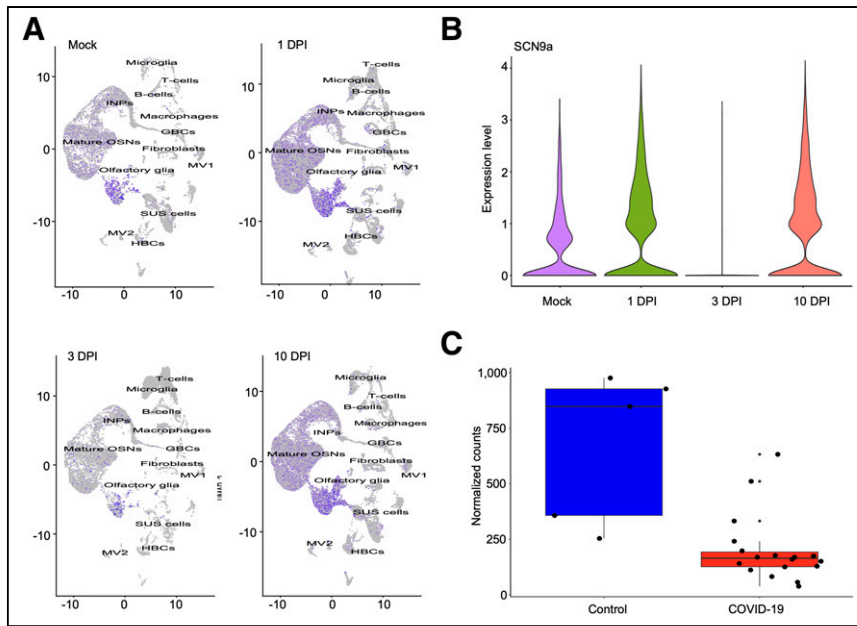 A
Mock
10
0
-10
-10
0
10
Microglia
T-cells
B-cells
INPs
Macrophages
GBCs
Mature OSNs
Fibroblasts
MV1
Olfactory glia
SUS cells
MV2
HBCs
1 DPI
10
0
-10
-10
0
10
T-cells
Microglia
B-cells
INPs
Macrophages
GBCs
Mature OSNs
Fibroblasts
MV1
Olfactory glia
SUS cells
MV2
HBCs
3 DPI
10
0
-10
-10
0
10
T-cells
Microglia
B-cells
INPs
Macrophages
GBCs
Mature OSNs
Fibroblasts
MV1
Olfactory glia
SUS cells
MV2
HBCs
10 DPI
10
0
-10
-10
0
10
Microglia
T-cells
B-cells
INPs
Macrophages
GBCs
Mature OSNs
Fibroblasts
MV1
Olfactory glia
SUS cells
MV2
HBCs
B
SCN9a
Expression level
4
3
2
1
0
Mock
1 DPI
3 DPI
10 DPI
C
Normalized counts
1,000
750
500
250
0
Control
COVID-19